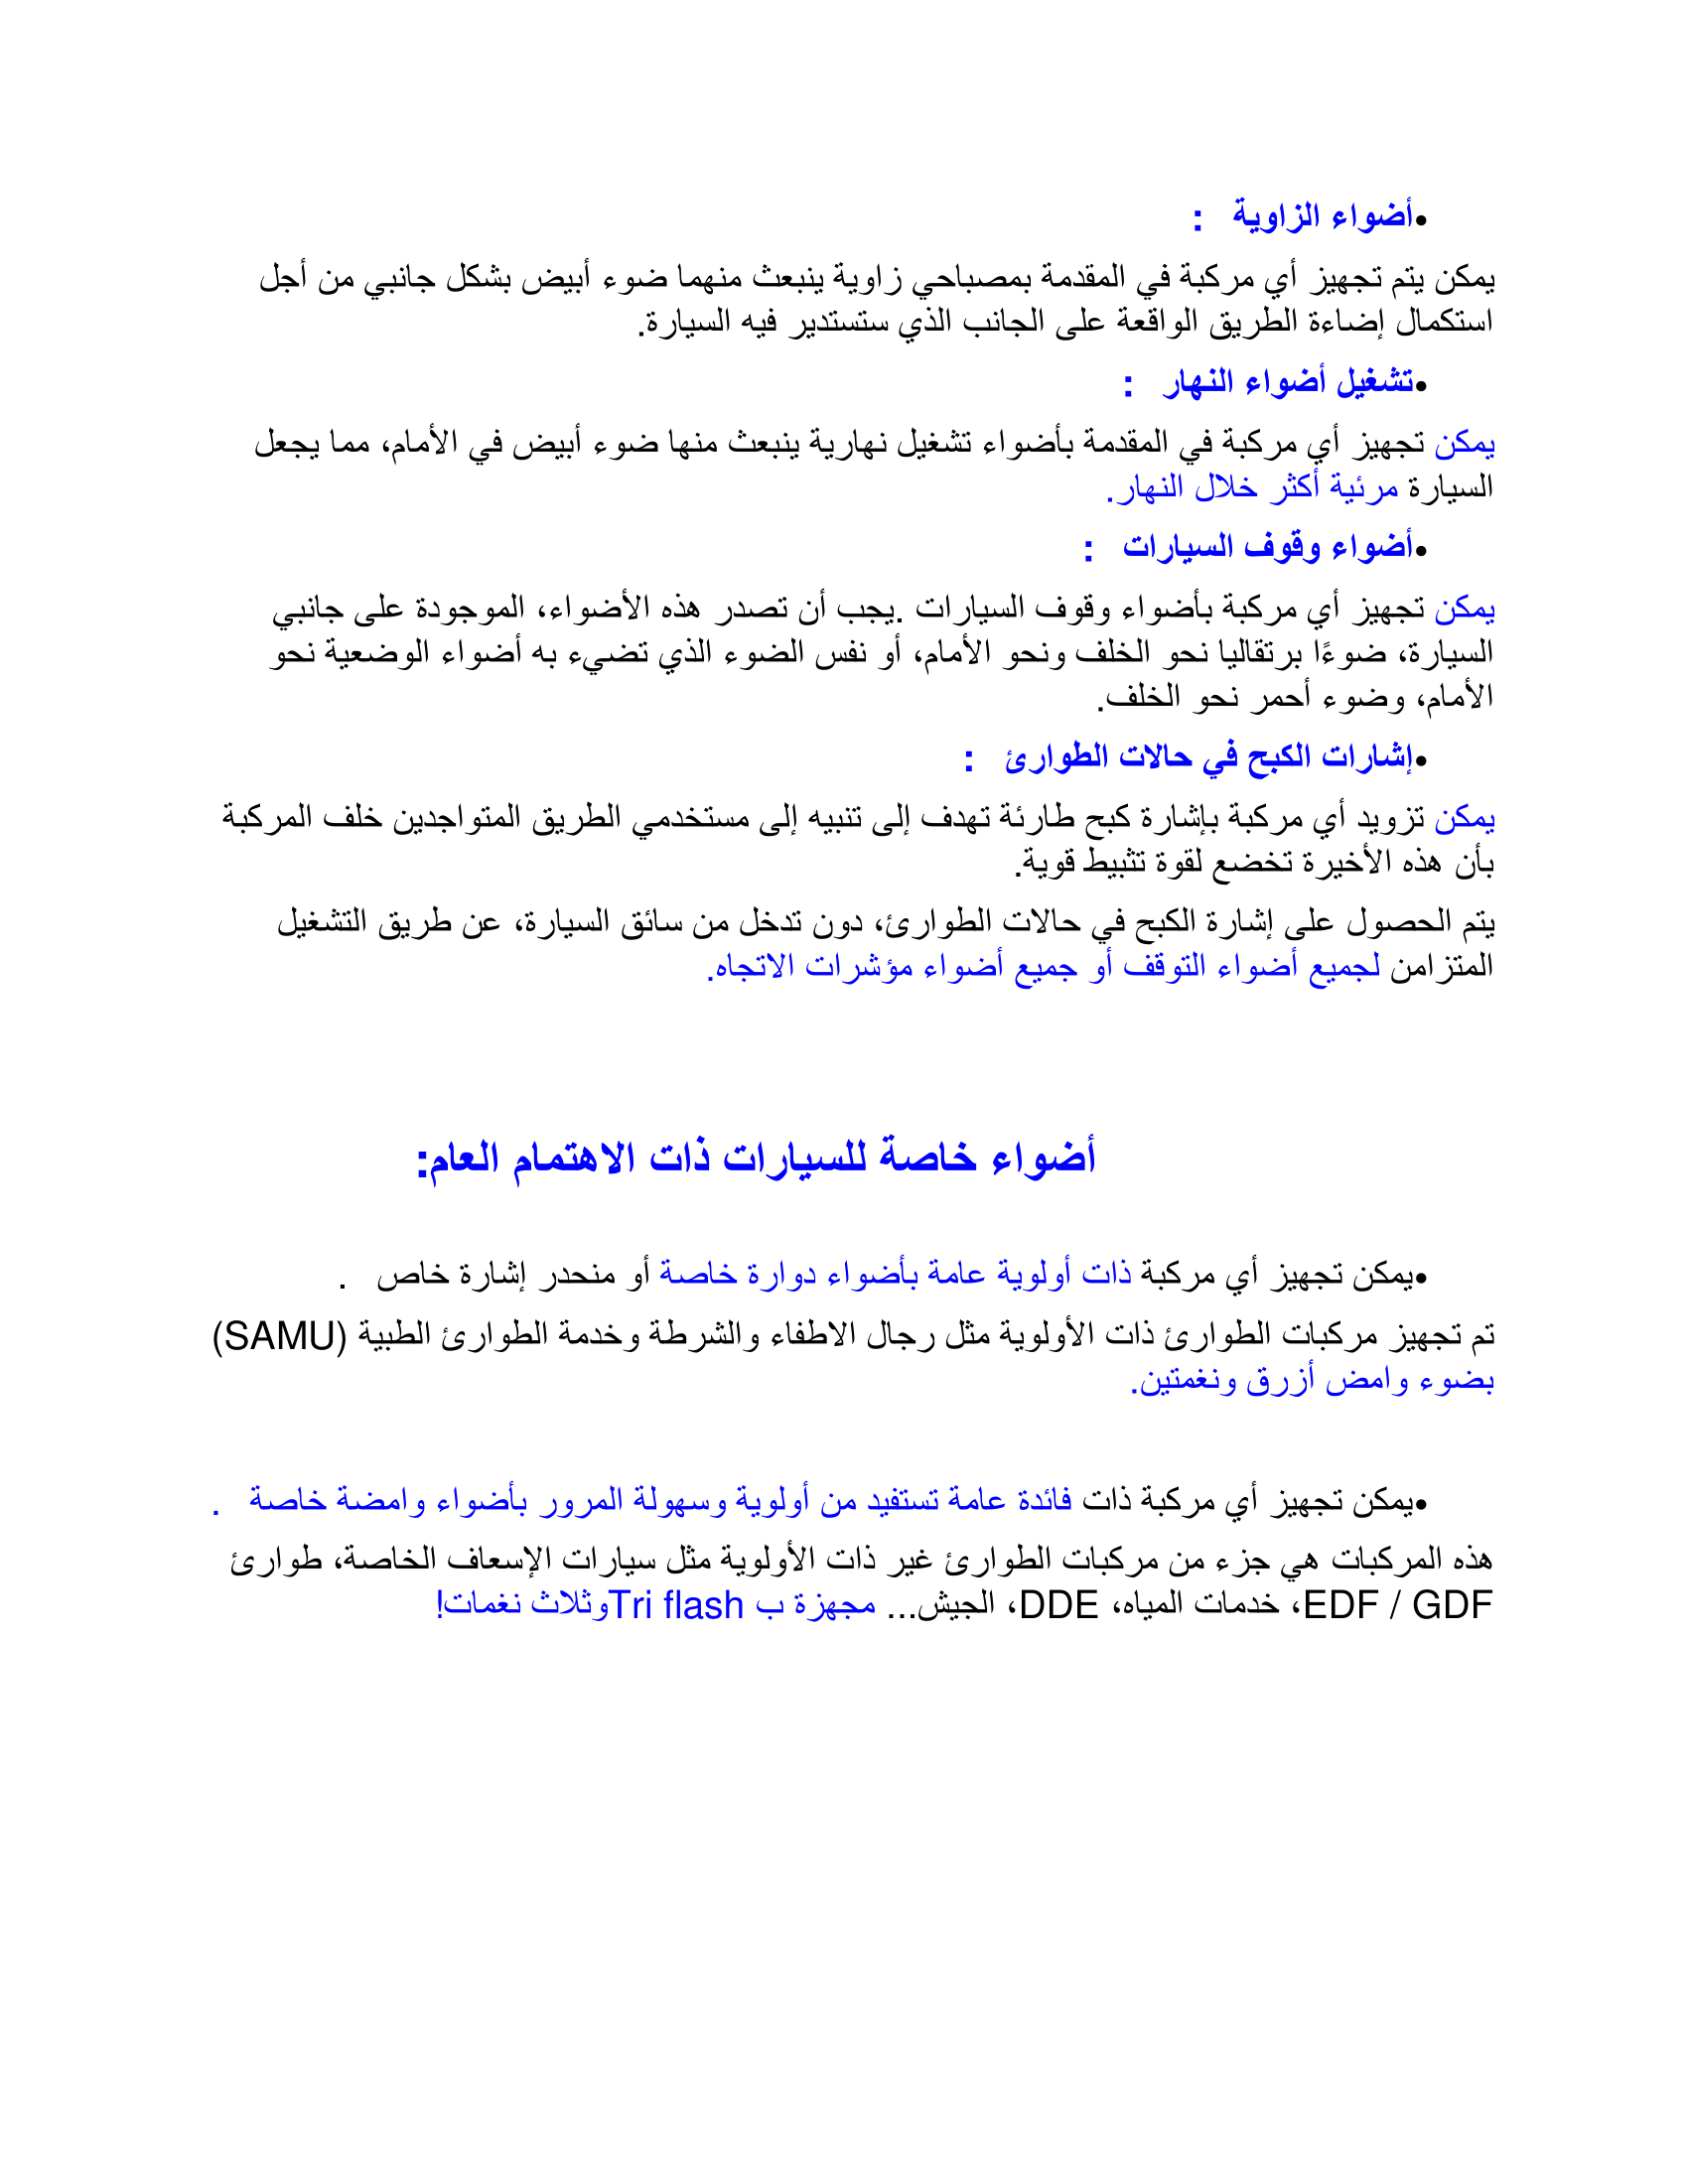 •أضواء الزاوية :
يمكن يتم تجهيز أي مركبة في المقدمة بمصباحي زاوية ينبعث منهما ضوء أبيض بشكل جانبي من أجل
استكمال إضاءة الطريق الواقعة على الجانب الذي ستستدير فيه السيارة.
•تشغيل أضواء النهار :
يمكن تجهيز أي مركبة في المقدمة بأضواء تشغيل نهارية ينبعث منها ضوء أبيض في الأمام، مما يجعل
السيارة مرئية أكثر خلال النهار.
•أضواء وقوف السيارات :
يمكن تجهيز أي مركبة بأضواء وقوف السيارات .يجب أن تصدر هذه الأضواء، الموجودة على جانبي
السيارة، ضوءًا برتقاليا نحو الخلف ونحو الأمام، أو نفس الضوء الذي تضيء به أضواء الوضعية نحو
الأمام، وضوء أحمر نحو الخلف.
•إشارات الكبح في حالات الطوارئ :
يمكن تزويد أي مركبة بإشارة كبح طارئة تهدف إلى تنبيه إلى مستخدمي الطريق المتواجدين خلف المركبة
بأن هذه الأخيرة تخضع لقوة تثبيط قوية.
يتم الحصول على إشارة الكبح في حالات الطوارئ، دون تدخل من سائق السيارة، عن طريق التشغيل
المتزامن لجميع أضواء التوقف أو جميع أضواء مؤشرات الاتجاه.
أضواء خاصة للسيارات ذات الاهتمام العام:
•يمكن تجهيز أي مركبة ذات أولوية عامة بأضواء دوارة خاصة أو منحدر إشارة خاص .
تم تجهيز مركبات الطوارئ ذات الأولوية مثل رجال الاطفاء والشرطة وخدمة الطوارئ الطبية (SAMU)
بضوء وامض أزرق ونغمتين.
•يمكن تجهيز أي مركبة ذات فائدة عامة تستفيد من أولوية وسهولة المرور بأضواء وامضة خاصة .
هذه المركبات هي جزء من مركبات الطوارئ غير ذات الأولوية مثل سيارات الإسعاف الخاصة، طوارئ
EDF / GDF، خدمات المياه، DDE، الجيش... مجهزة ب Tri flashوثلاث نغمات!